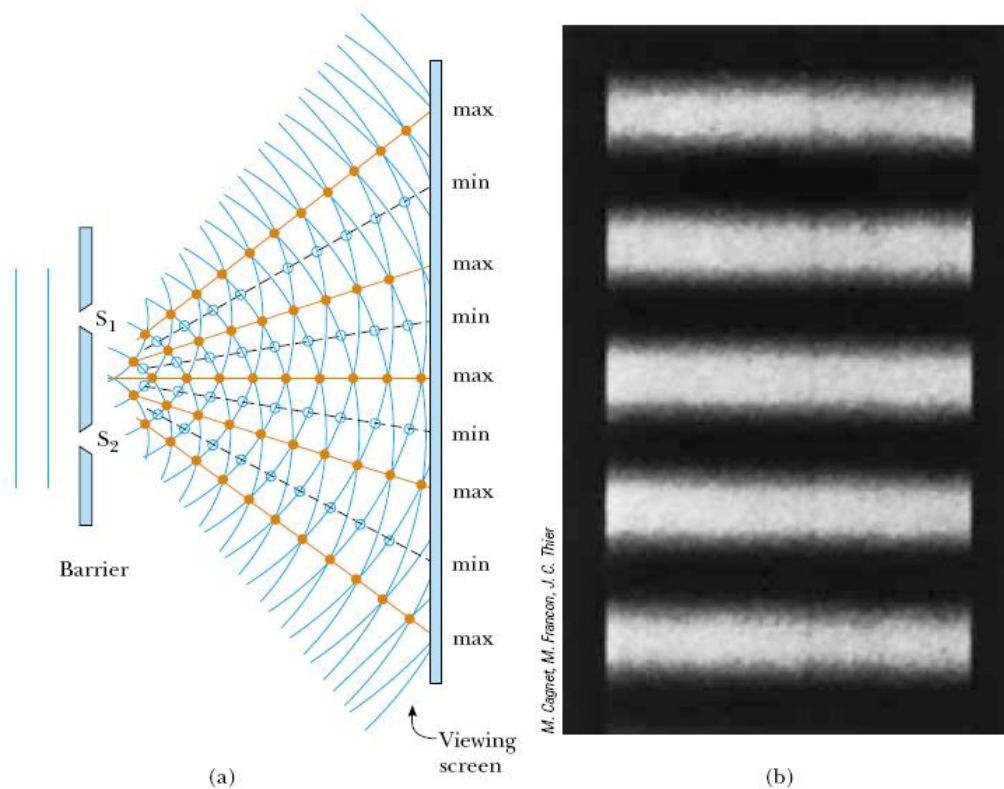 max
min
max
S1
min
max
min
S2
max
min
Barrier
max
Viewing
screen
(a)
M. Cagnet, M. Francon, J. C. Thier
(b)